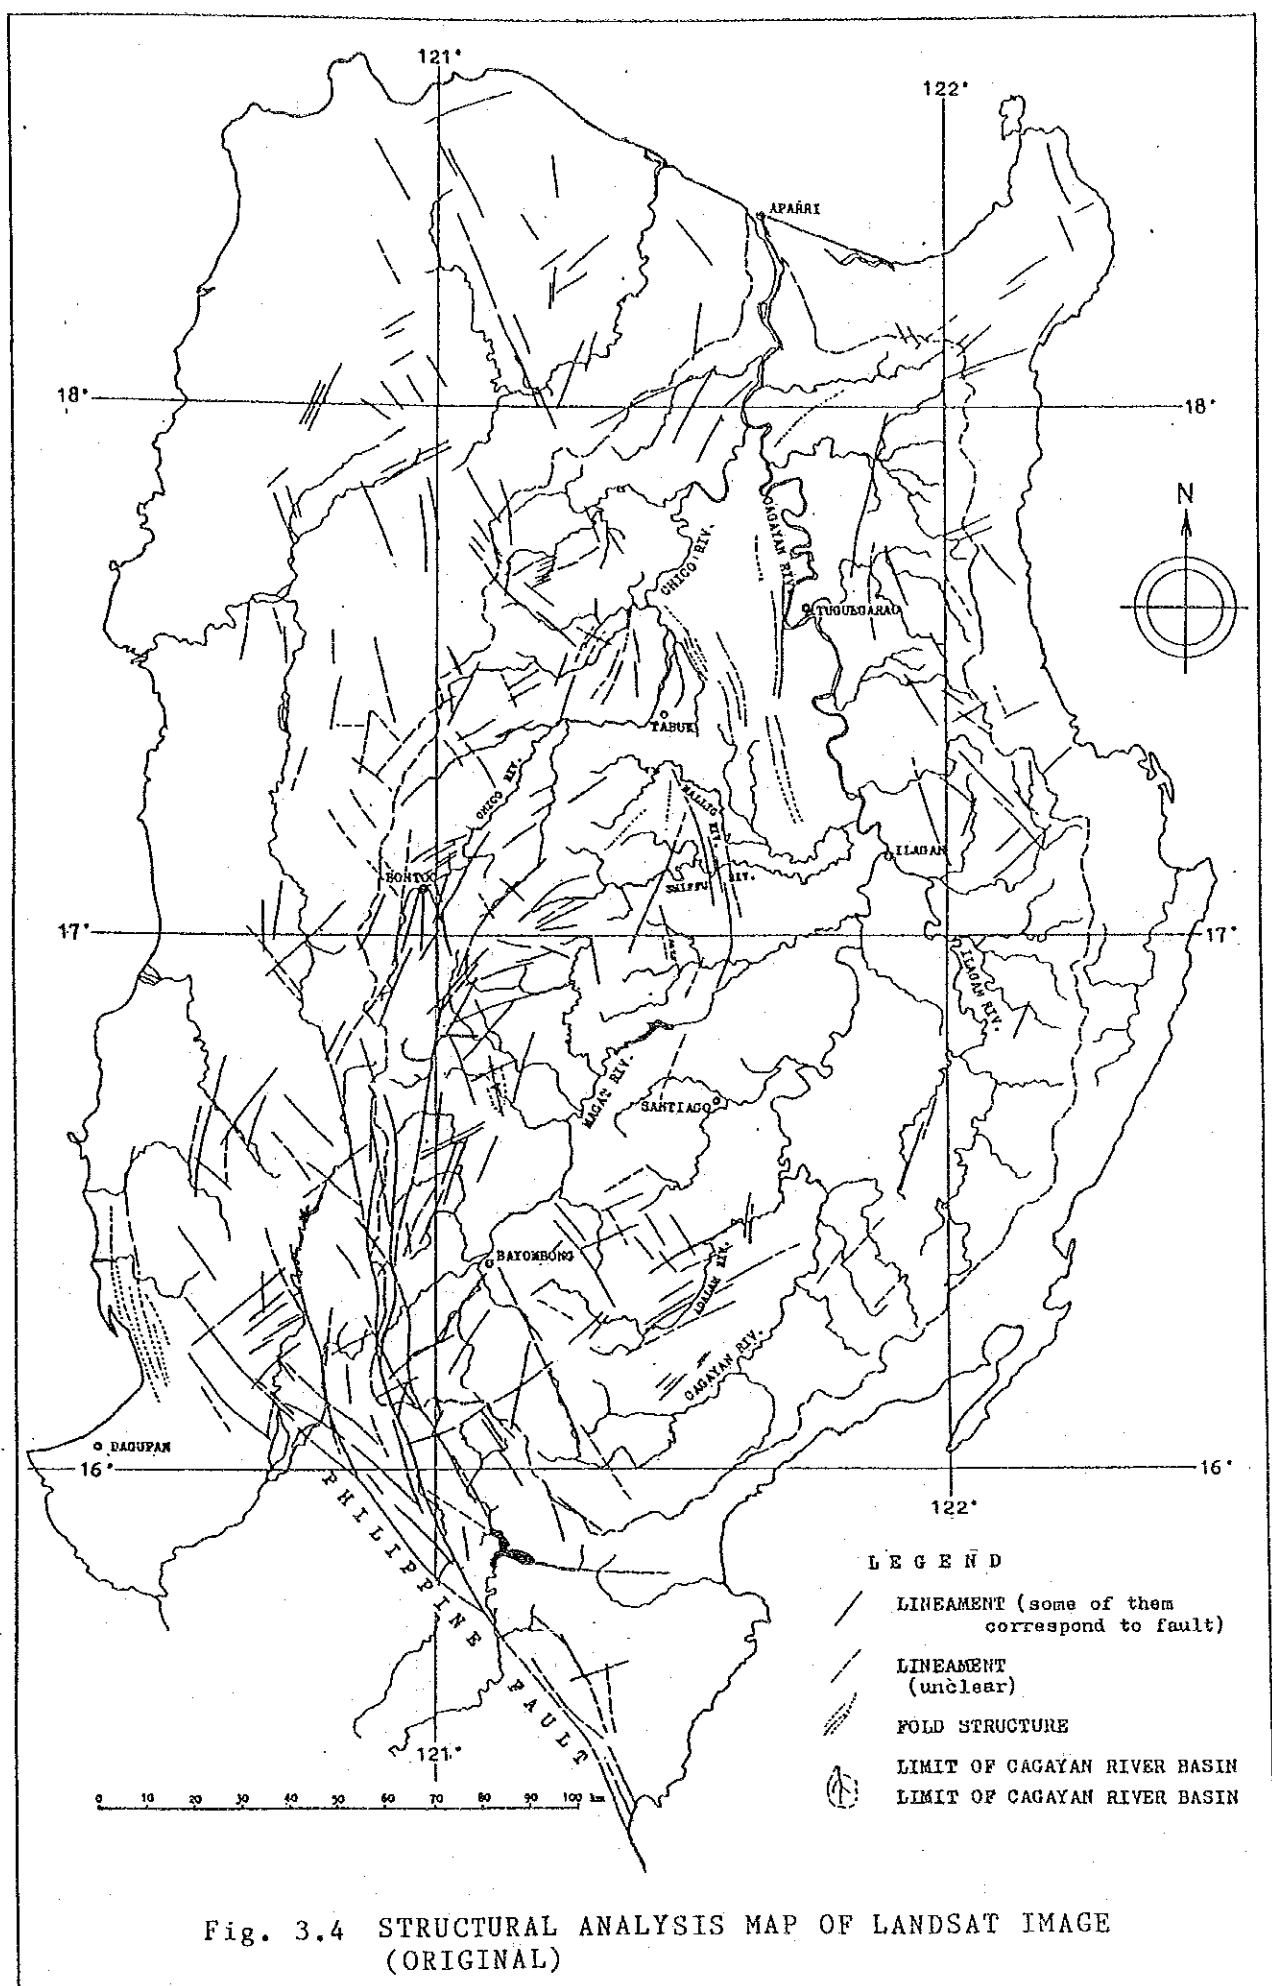 121°
122°
APARRI
18°
18°
N
CHICO RIV.
CAGAYAN RIV.
TUGUEGARAO
TABUK
CHICO RIV.
MALLIG RIV.
ILAGAN
BONTOC
SHIFFU RIV.
17°
17°
ILAGAN RIV.
MAGAT RIV.
SANTIAGO
BAYOMBONG
ADALAM RIV.
CAGAYAN RIV.
DAGUPAN
16°
16°
122°
PHILIPPINE FAULT
LEGEND
LINEAMENT (some of them
correspond to fault)
LINEAMENT
(unclear)
FOLD STRUCTURE
LIMIT OF CAGAYAN RIVER BASIN
LIMIT OF CAGAYAN RIVER BASIN
121°
0 10 20 30 40 50 60 70 80 90 100 km
Fig. 3.4 STRUCTURAL ANALYSIS MAP OF LANDSAT IMAGE
(ORIGINAL)